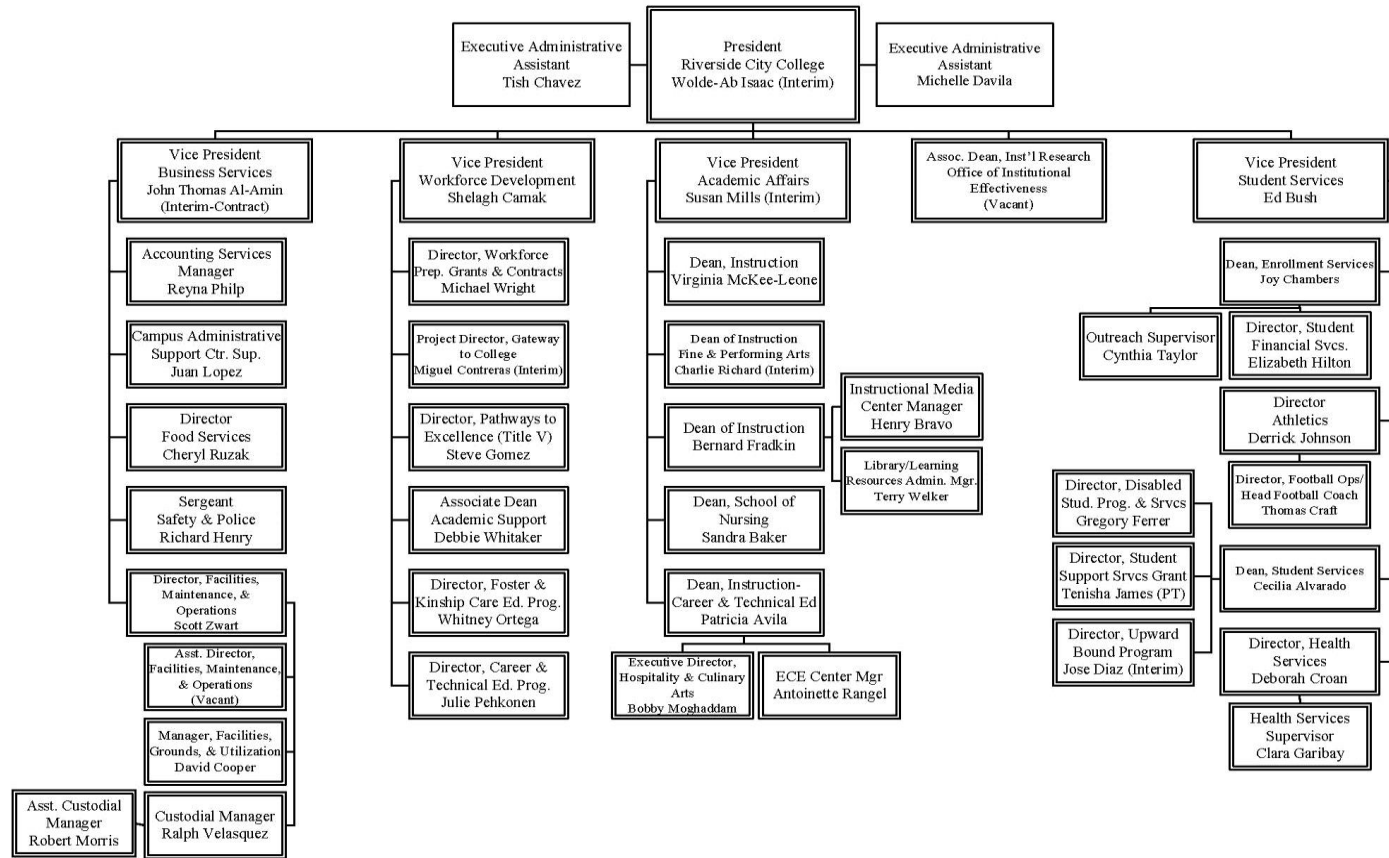 Executive Administrative
Assistant
Tish Chavez
President
Riverside City College
Wolde-Ab Isaac (Interim)
Executive Administrative
Assistant
Michelle Davila
Vice President
Business Services
John Thomas Al-Amin
(Interim-Contract)
Accounting Services
Manager
Reyna Philp
Campus Administrative
Support Ctr. Sup.
Juan Lopez
Director
Food Services
Cheryl Ruzak
Sergeant
Safety & Police
Richard Henry
Director, Facilities,
Maintenance, &
Operations
Scott Zwart
Asst. Director,
Facilities, Maintenance,
& Operations
(Vacant)
Manager, Facilities,
Grounds, & Utilization
David Cooper
Custodial Manager
Ralph Velasquez
Asst. Custodial
Manager
Robert Morris
Vice President
Workforce Development
Shelagh Camak
Director, Workforce
Prep. Grants & Contracts
Michael Wright
Project Director, Gateway
to College
Miguel Contreras (Interim)
Director, Pathways to
Excellence (Title V)
Steve Gomez
Associate Dean
Academic Support
Debbie Whitaker
Director, Foster &
Kinship Care Ed. Prog.
Whitney Ortega
Director, Career &
Technical Ed. Prog.
Julie Pehkonen
Vice President
Academic Affairs
Susan Mills (Interim)
Dean, Instruction
Virginia McKee-Leone
Dean of Instruction
Fine & Performing Arts
Charlie Richard (Interim)
Dean of Instruction
Bernard Fradkin
Instructional Media
Center Manager
Henry Bravo
Library/Learning
Resources Admin. Mgr.
Terry Welker
Dean, School of
Nursing
Sandra Baker
Dean, Instruction-
Career & Technical Ed
Patricia Avila
Executive Director,
Hospitality & Culinary
Arts
Bobby Moghaddam
ECE Center Mgr
Antoinette Rangel
Assoc. Dean, Inst'l Research
Office of Institutional
Effectiveness
(Vacant)
Vice President
Student Services
Ed Bush
Dean, Enrollment Services
Joy Chambers
Outreach Supervisor
Cynthia Taylor
Director, Student
Financial Svcs.
Elizabeth Hilton
Director
Athletics
Derrick Johnson
Director, Football Ops/
Head Football Coach
Thomas Craft
Dean, Student Services
Cecilia Alvarado
Director, Disabled
Stud. Prog. & Srvcs
Gregory Ferrer
Director, Student
Support Srvcs Grant
Tenisha James (PT)
Director, Upward
Bound Program
Jose Diaz (Interim)
Director, Health
Services
Deborah Croan
Health Services
Supervisor
Clara Garibay